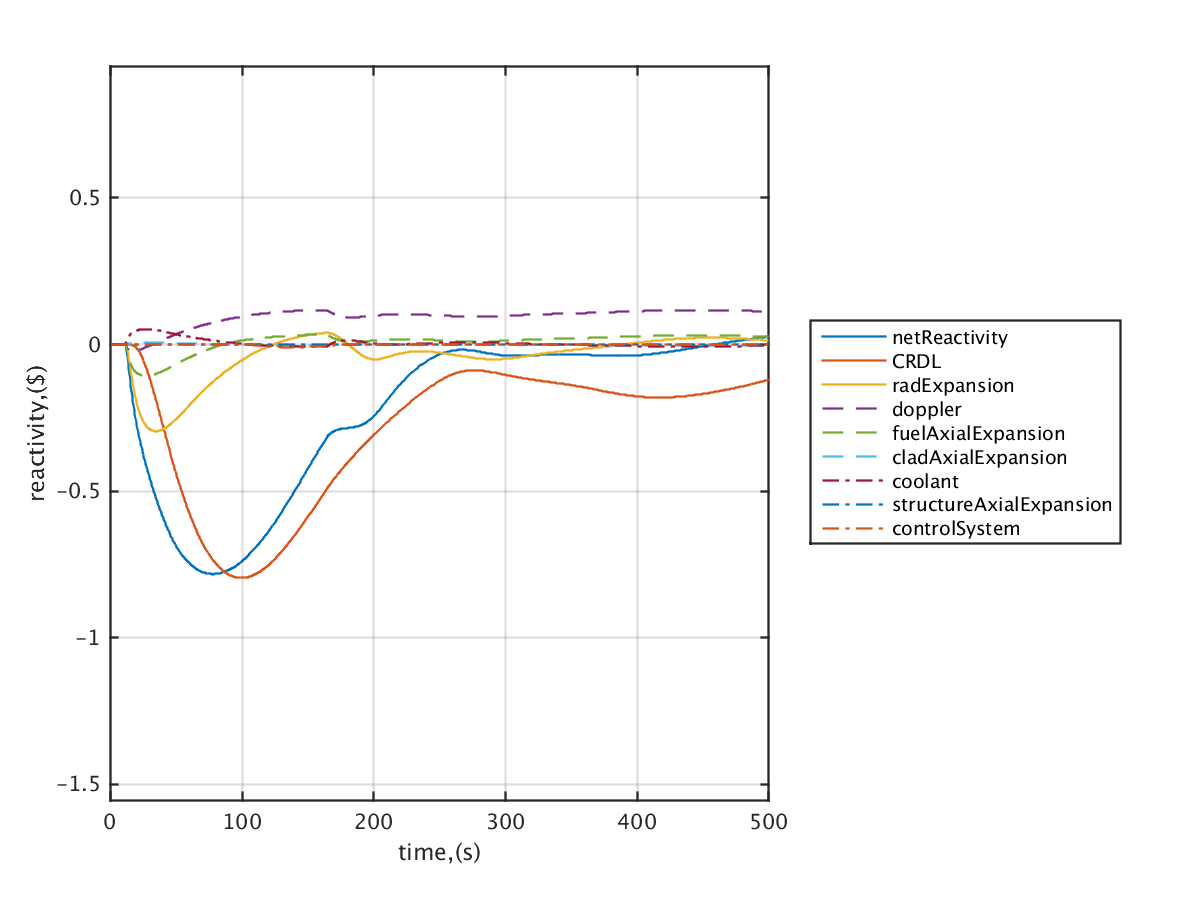 0.5
0
−0.5
−1
−1.5
0 100 200 300 400 500
time,(s)
reactivity,($)
netReactivity
CRDL
radExpansion
doppler
fuelAxialExpansion
cladAxialExpansion
coolant
structureAxialExpansion
controlSystem